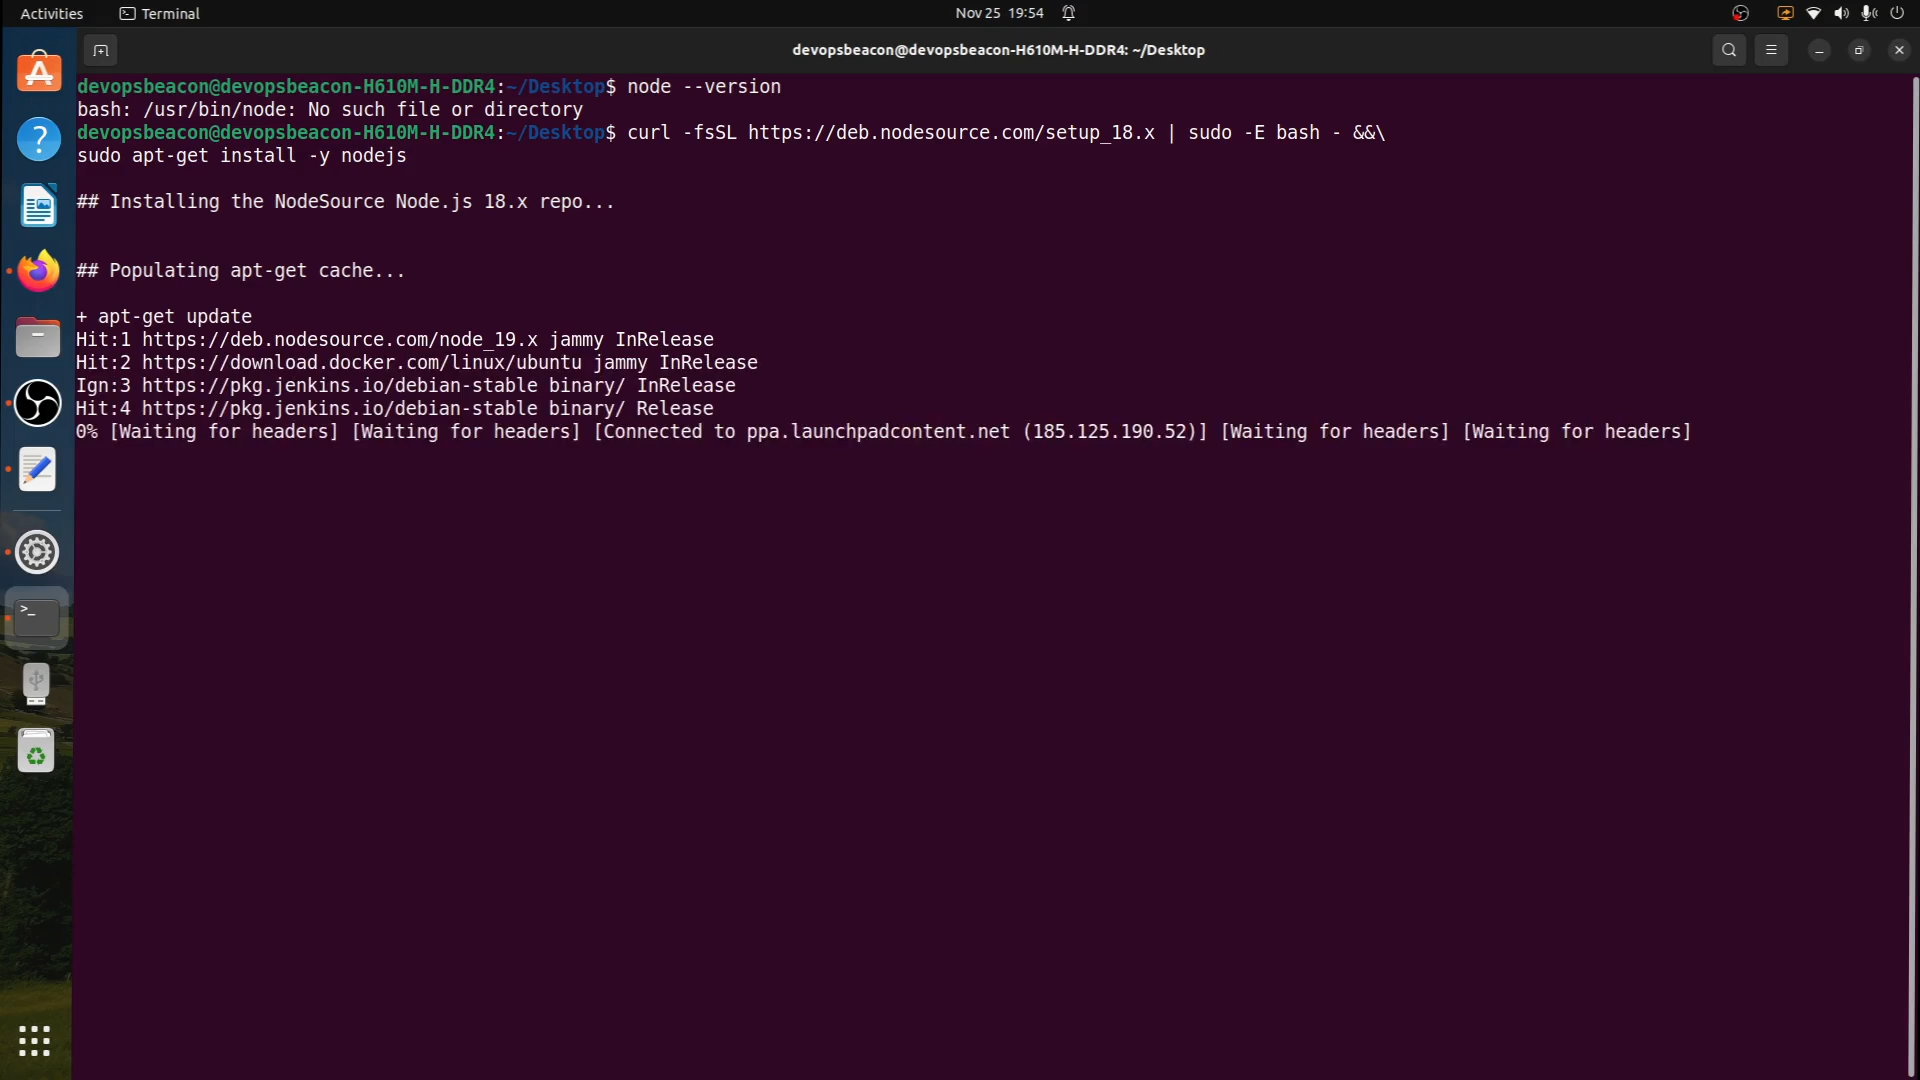 Activities Terminal Nov 25 19:54
devopsbeacon@devopsbeacon-H610M-H-DDR4: ~/Desktop
devopsbeacon@devopsbeacon-H610M-H-DDR4:~/Desktop$ node --version
bash: /usr/bin/node: No such file or directory
devopsbeacon@devopsbeacon-H610M-H-DDR4:~/Desktop$ curl -fsSL https://deb.nodesource.com/setup_18.x | sudo -E bash - &&\
sudo apt-get install -y nodejs
## Installing the NodeSource Node.js 18.x repo...
## Populating apt-get cache...
+ apt-get update
Hit:1 https://deb.nodesource.com/node_19.x jammy InRelease
Hit:2 https://download.docker.com/linux/ubuntu jammy InRelease
Ign:3 https://pkg.jenkins.io/debian-stable binary/ InRelease
Hit:4 https://pkg.jenkins.io/debian-stable binary/ Release
0% [Waiting for headers] [Waiting for headers] [Connected to ppa.launchpadcontent.net (185.125.190.52)] [Waiting for headers] [Waiting for headers]